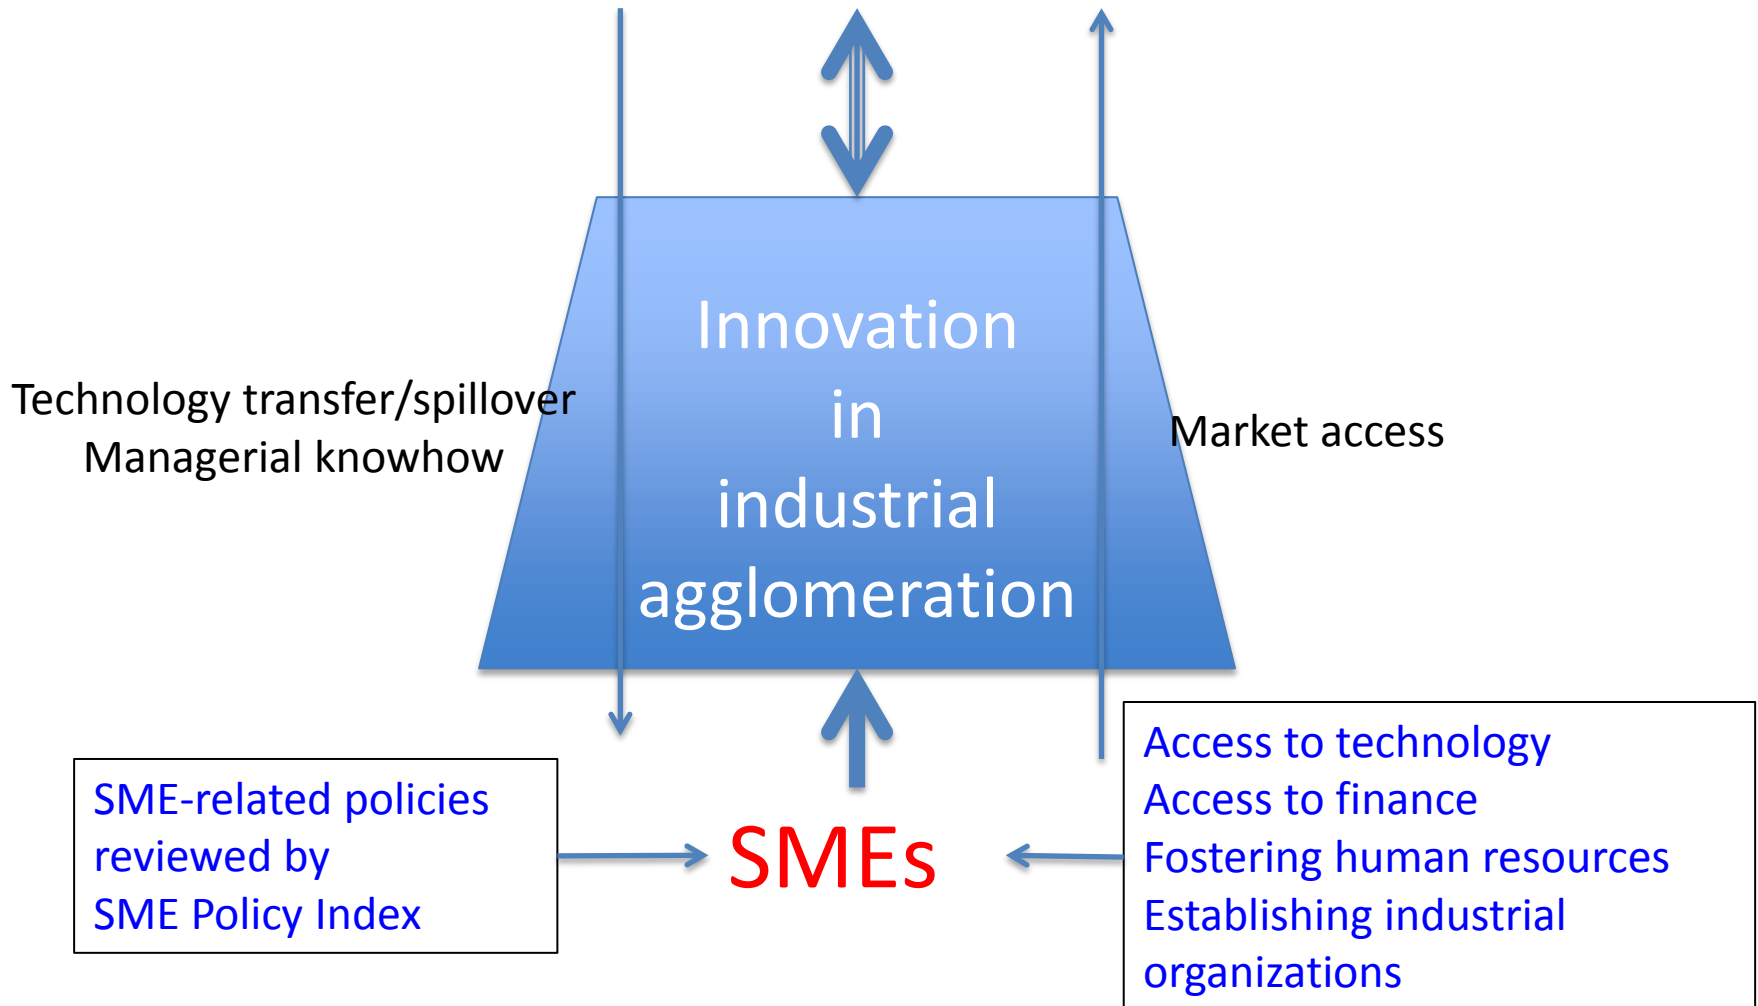 Innovation
in
industrial
agglomeration
Technology transfer/spillover
Managerial knowhow
Market access
SME-related policies
reviewed by
SME Policy Index
SMEs
Access to technology
Access to finance
Fostering human resources
Establishing industrial
organizations